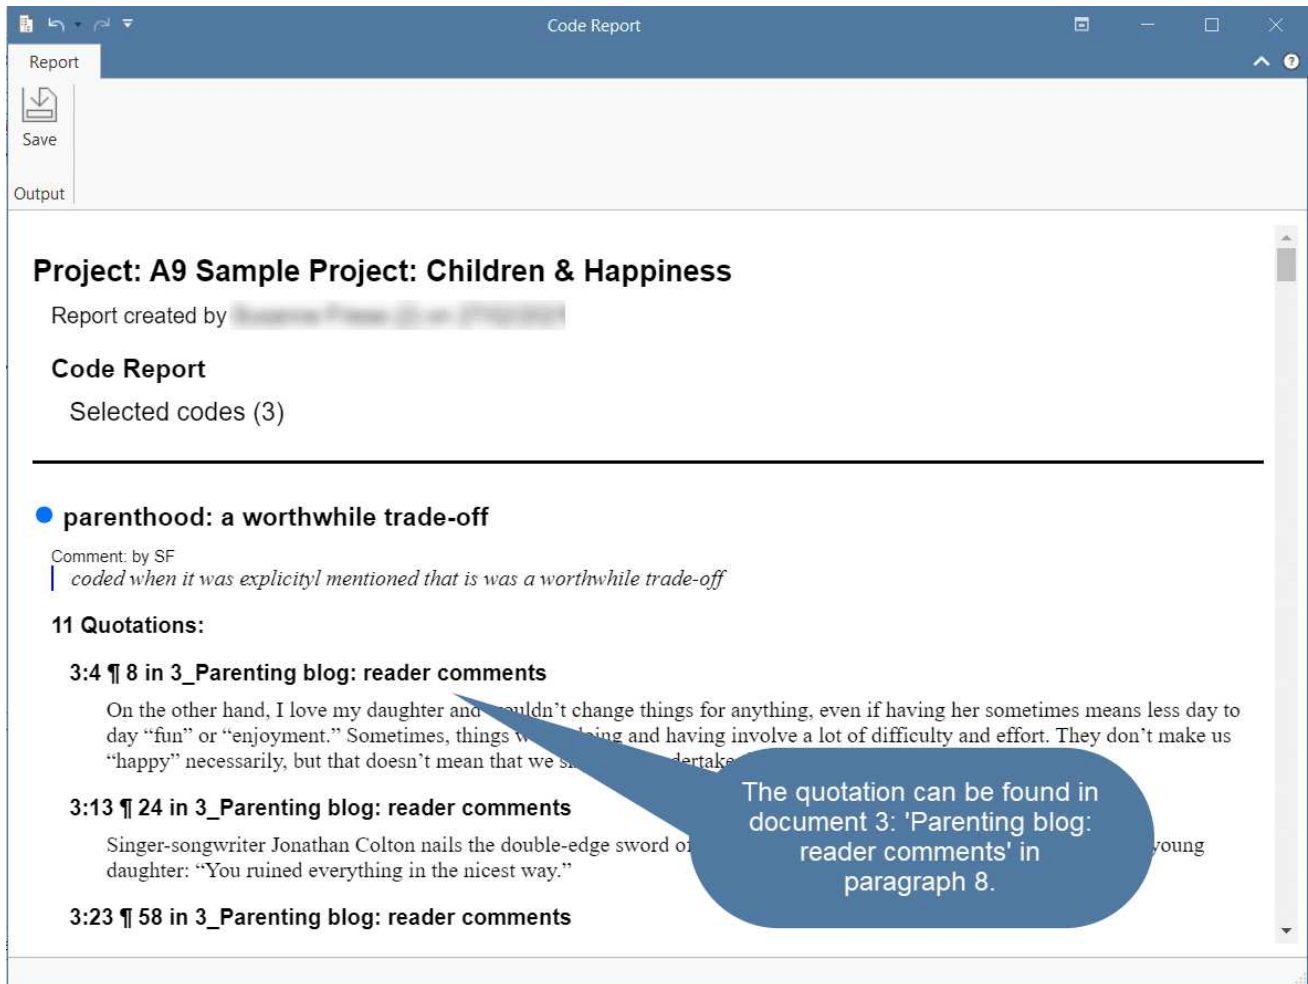 Code Report
Report
Save
Output
Project: A9 Sample Project: Children & Happiness
Report created by
Code Report
Selected codes (3)
parenthood: a worthwhile trade-off
Comment: by SF
coded when it was explicityl mentioned that is was a worthwhile trade-off
11 Quotations:
3:4 ¶ 8 in 3_Parenting blog: reader comments
On the other hand, I love my daughter and wouldn’t change things for anything, even if having her sometimes means less day to
day “fun” or “enjoyment.” Sometimes, things and having involve a lot of difficulty and effort. They don’t make us
“happy” necessarily, but that doesn’t mean that we
The quotation can be found in
document 3: 'Parenting blog:
reader comments' in
paragraph 8.
3:13 ¶ 24 in 3_Parenting blog: reader comments
Singer-songwriter Jonathan Colton nails the double-edge sword young
daughter: “You ruined everything in the nicest way.”
3:23 ¶ 58 in 3_Parenting blog: reader comments